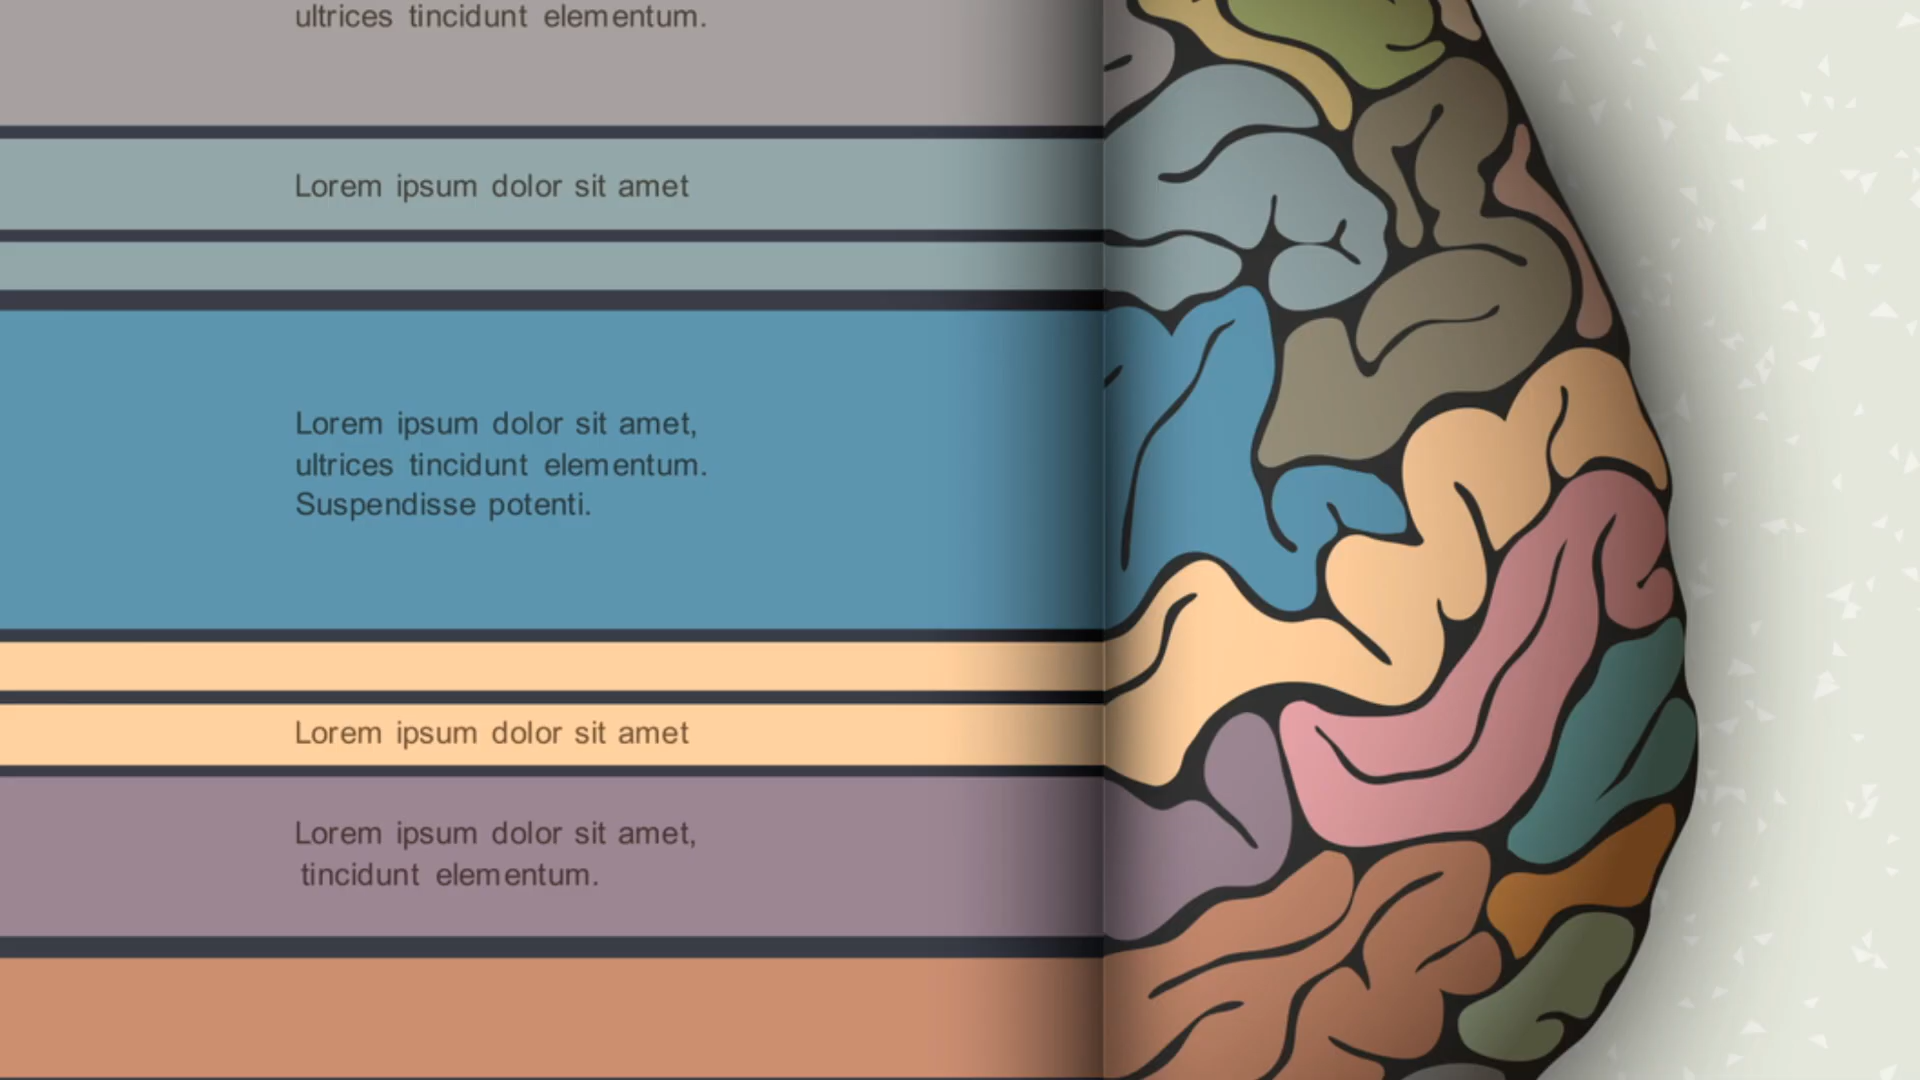 ultrices tincidunt elementum.
Lorem ipsum dolor sit amet
Lorem ipsum dolor sit amet,
ultrices tincidunt elementum.
Suspendisse potenti.
Lorem ipsum dolor sit amet
Lorem ipsum dolor sit amet,
tincidunt elementum.